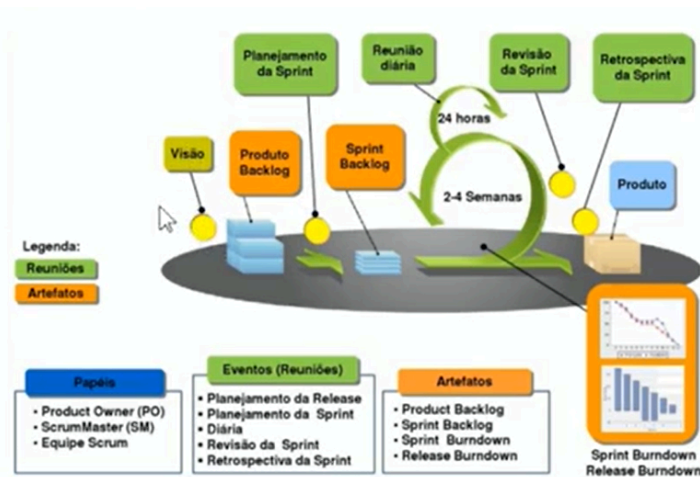 Planejamento
da Sprint
Reunião
diária
Revisão
da Sprint
Retrospectiva
da Sprint
24 horas
Visão
Produto
Backlog
Sprint
Backlog
2-4 Semanas
Produto
Legenda:
Reuniões
Artefatos
Papéis
• Product Owner (PO)
• ScrumMaster (SM)
• Equipe Scrum
Eventos (Reuniões)
• Planejamento da Release
• Planejamento da Sprint
• Diária
• Revisão da Sprint
• Retrospectiva da Sprint
Artefatos
• Product Backlog
• Sprint Backlog
• Sprint Burndown
• Release Burndown
Sprint Burndown
Release Burndown